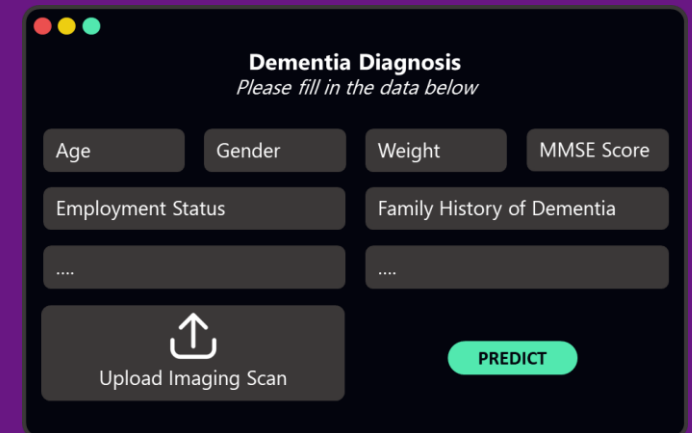 Dementia Diagnosis
Please fill in the data below
Age Gender Weight MMSE Score
Employment Status Family History of Dementia
.... ....
Upload Imaging Scan
PREDICT